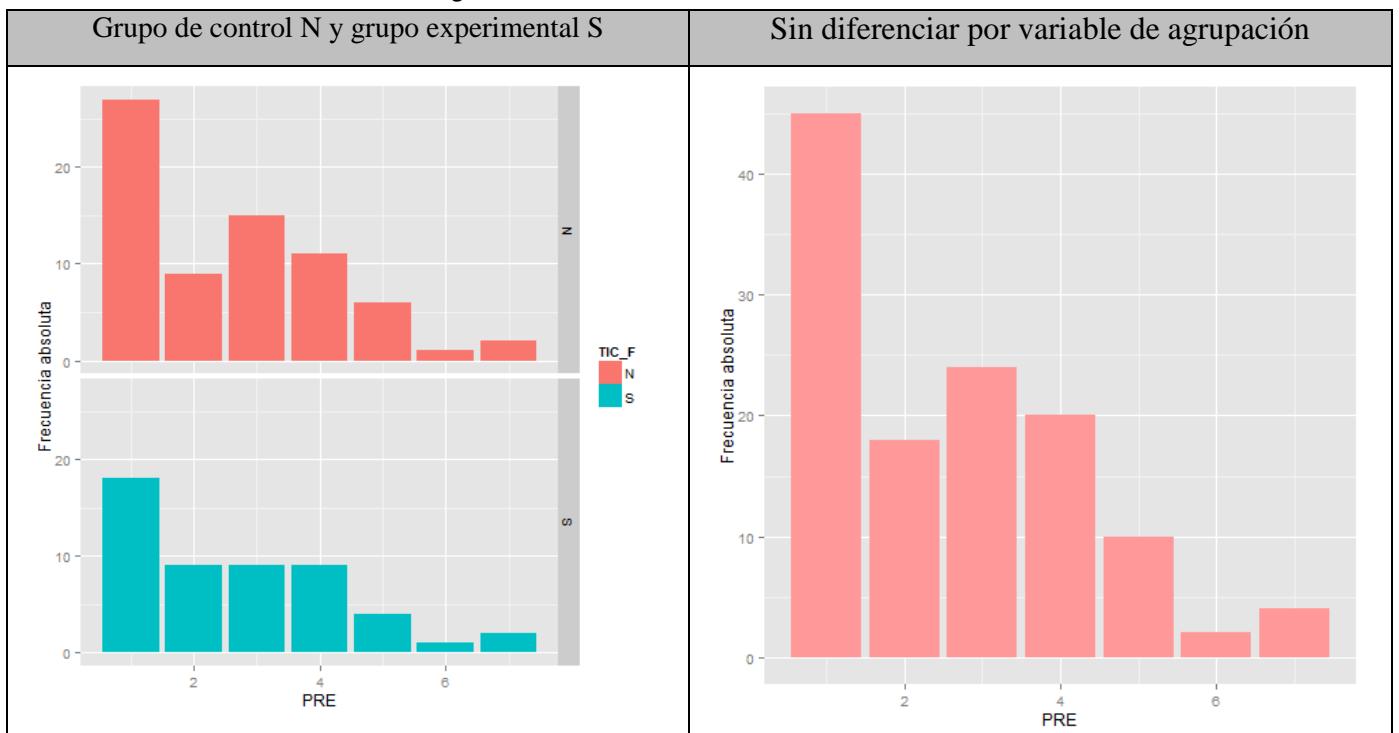 Grupo de control N y grupo experimental S
Sin diferenciar por variable de agrupación
Frecuencia absoluta
20
10
0
N
20
10
0
S
2
4
6
PRE
TIC_F
N
S
Frecuencia absoluta
40
30
20
10
0
2
4
6
PRE